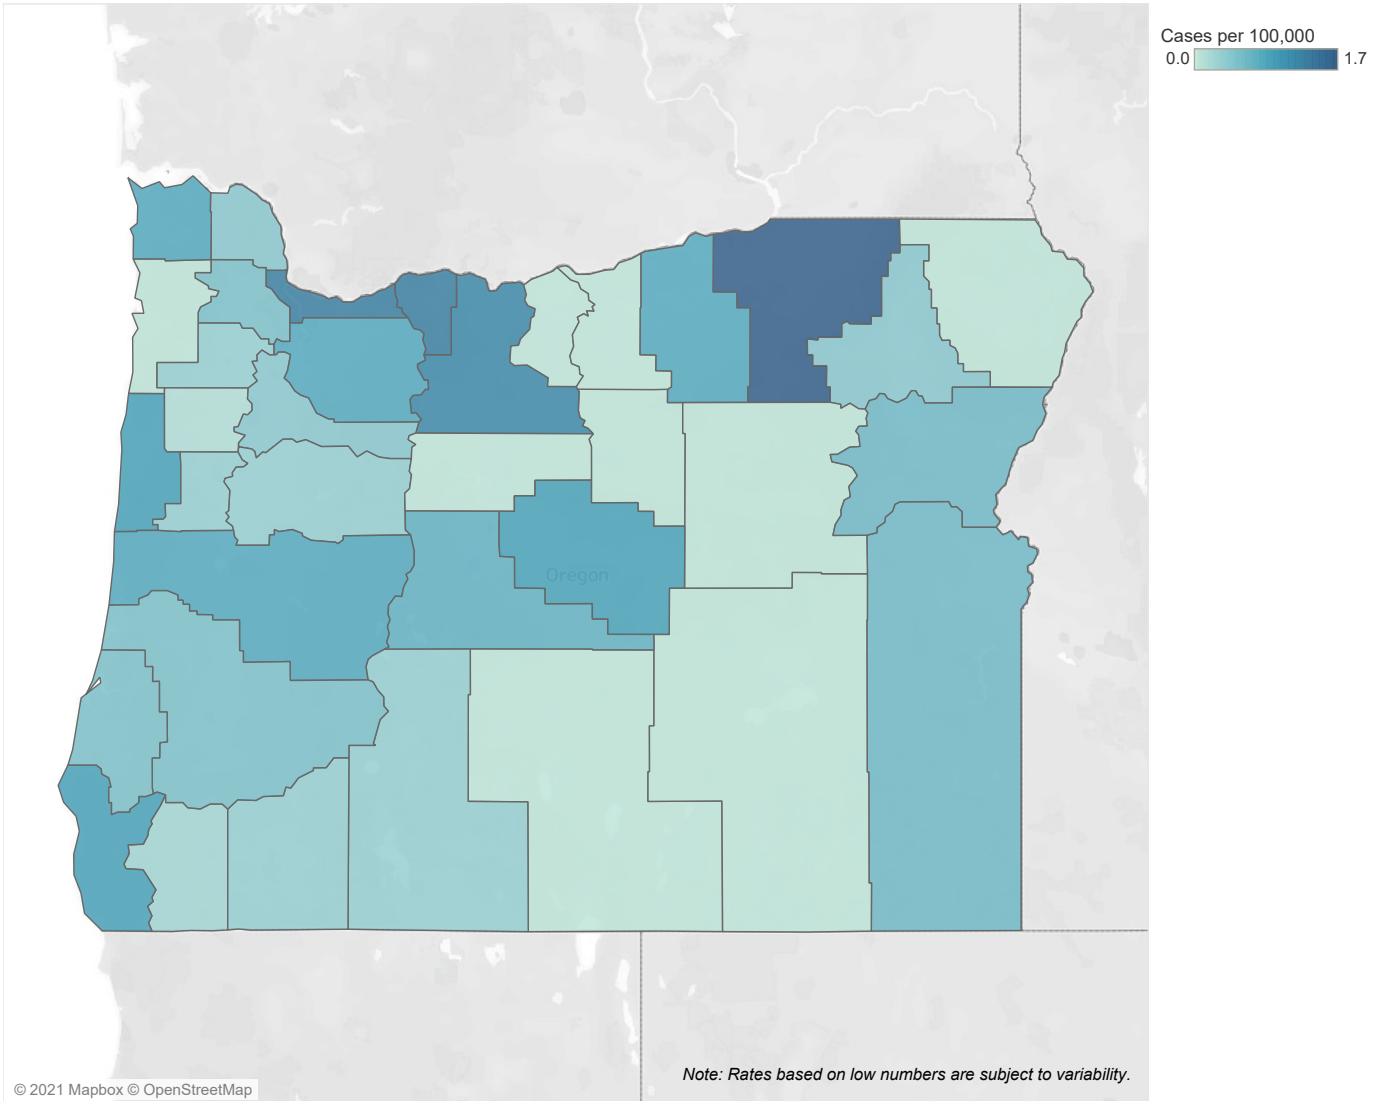 Cases per 100,000
0.0 1.7
Oregon
Note: Rates based on low numbers are subject to variability.
© 2021 Mapbox © OpenStreetMap